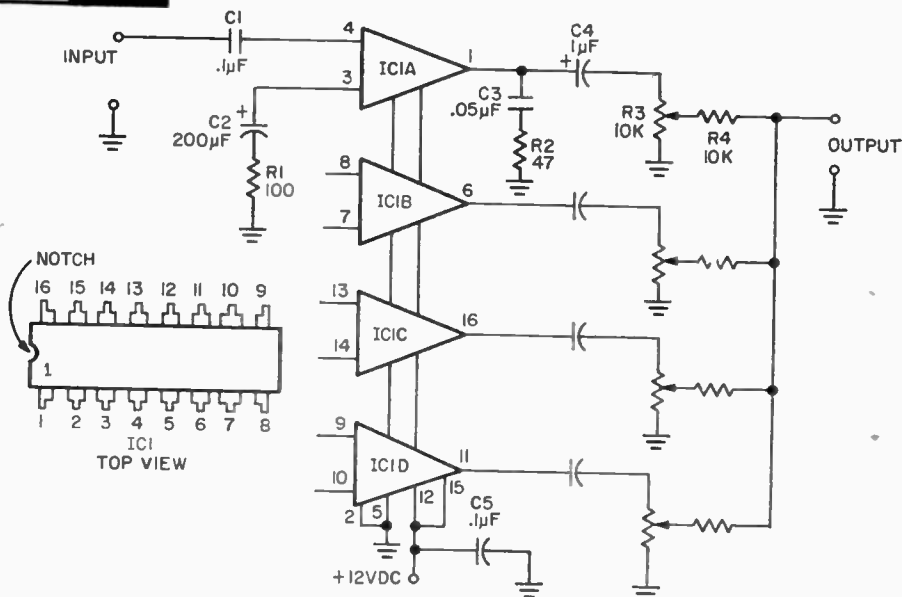 INPUT
C1
.1µF
4
3
IC1A
1
C2
+
200µF
R1
100
C3
.05µF
R2
47
C4
1µF
+
R3
10K
R4
10K
OUTPUT
8
7
IC1B
6
13
14
IC1C
16
9
10
IC1D
11
2
5
12
15
C5
.1µF
+12VDC
NOTCH
16 15 14 13 12 11 10 9
1
1 2 3 4 5 6 7 8
IC1
TOP VIEW